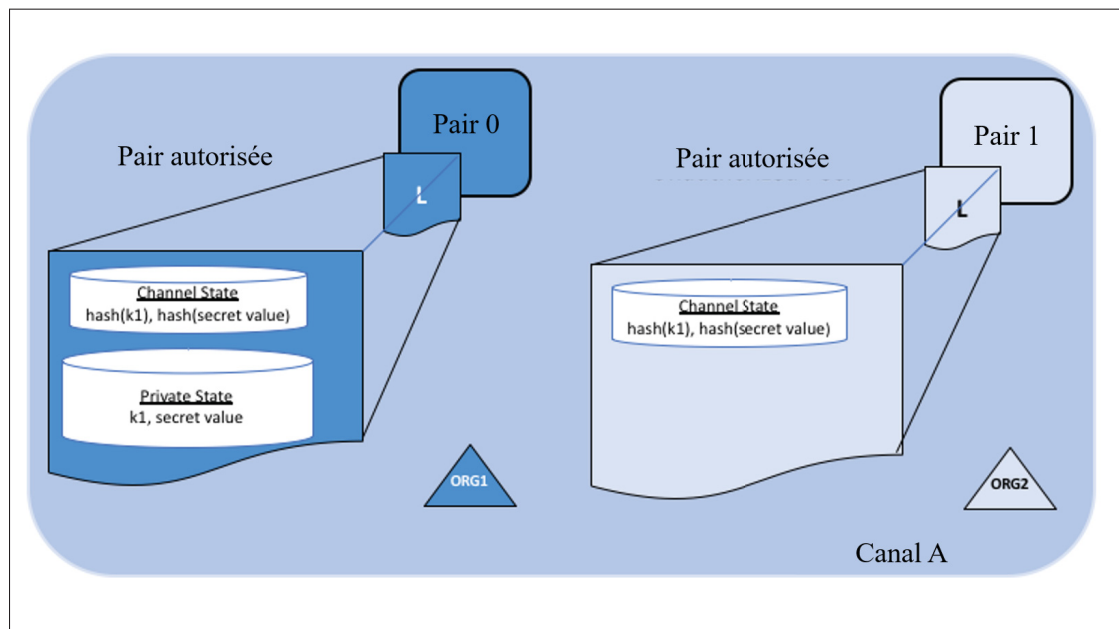 Pair 0
Pair autorisée
L
Channel State
hash(k1), hash(secret value)
Private State
k1, secret value
ORG1
Pair 1
Pair autorisée
L
Channel State
hash(k1), hash(secret value)
ORG2
Canal A